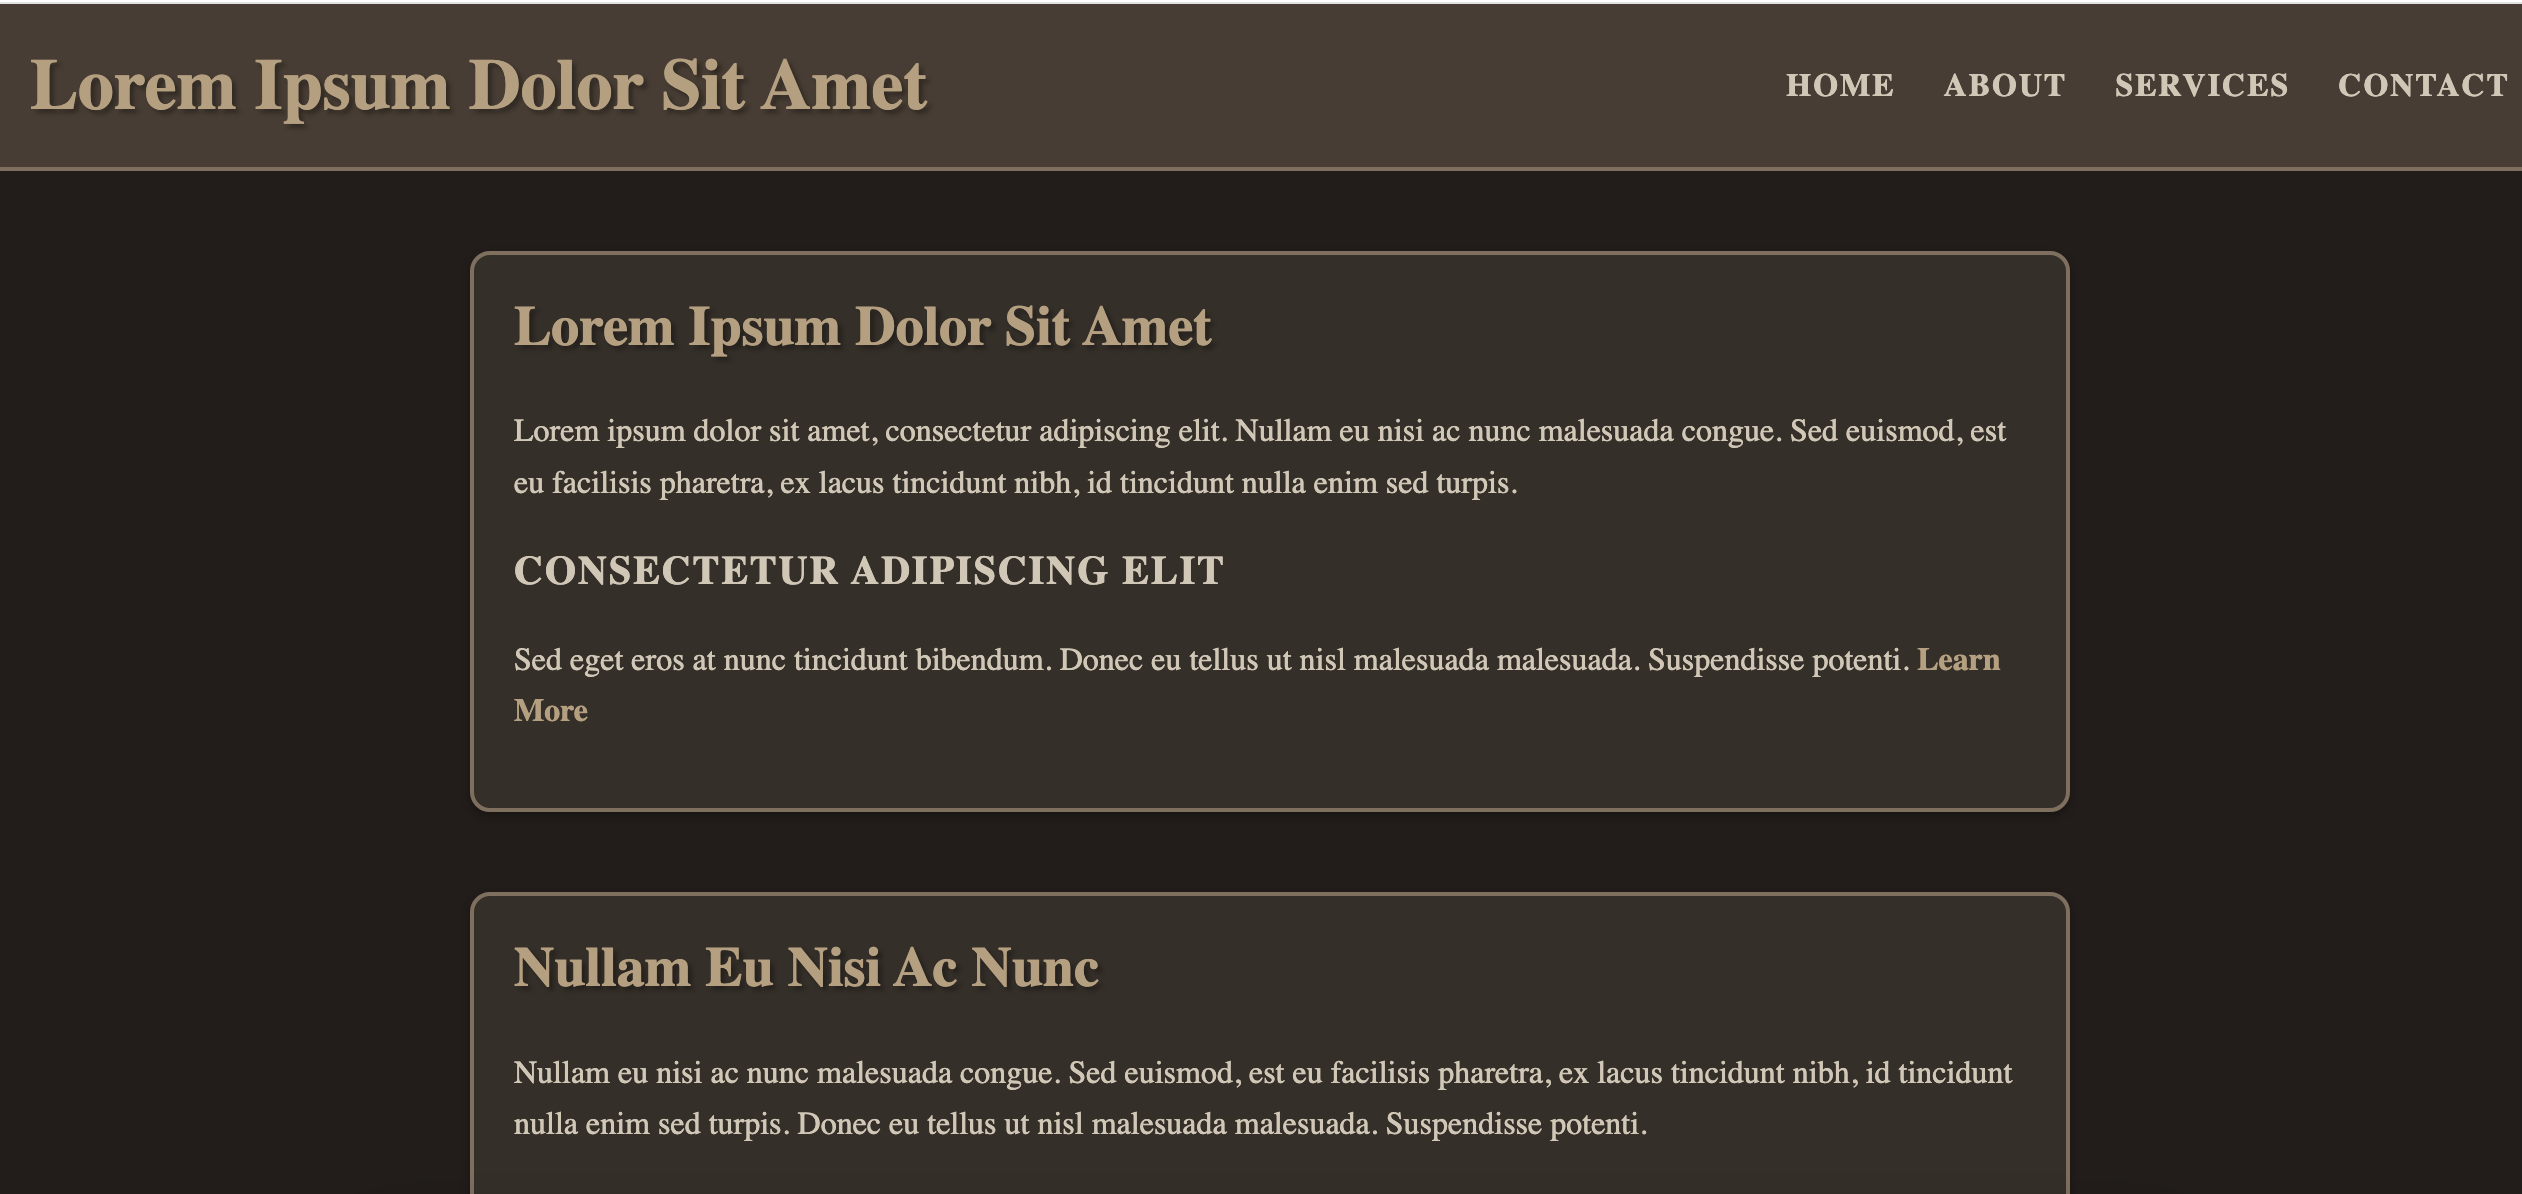 Lorem Ipsum Dolor Sit Amet
HOME ABOUT SERVICES CONTACT
Lorem Ipsum Dolor Sit Amet
Lorem ipsum dolor sit amet, consectetur adipiscing elit. Nullam eu nisi ac nunc malesuada congue. Sed euismod, est
eu facilisis pharetra, ex lacus tincidunt nibh, id tincidunt nulla enim sed turpis.
CONSECTETUR ADIPISCING ELIT
Sed eget eros at nunc tincidunt bibendum. Donec eu tellus ut nisl malesuada malesuada. Suspendisse potenti. Learn
More
Nullam Eu Nisi Ac Nunc
Nullam eu nisi ac nunc malesuada congue. Sed euismod, est eu facilisis pharetra, ex lacus tincidunt nibh, id tincidunt
nulla enim sed turpis. Donec eu tellus ut nisl malesuada malesuada. Suspendisse potenti.